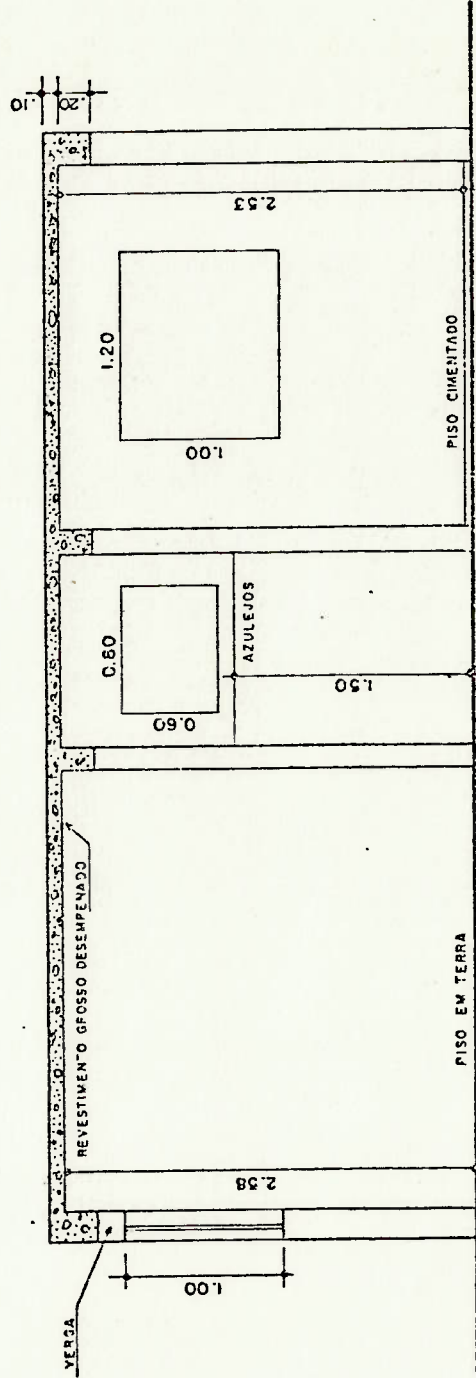 VERGA
1.00
REVESTIMENTO GROSSO DESEMPENADO
2.58
PISO EM TERRA
0.80
0.60
AZULEJOS
1.50
1.20
1.00
2.53
PISO CIMENTADO
.10
.20